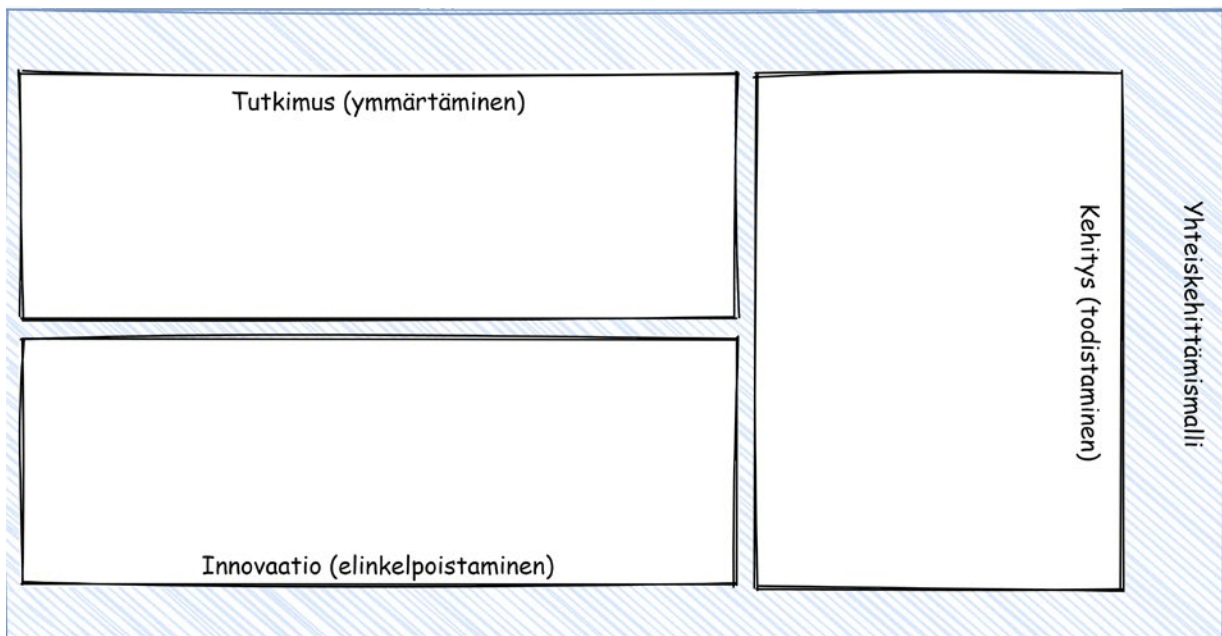 Tutkimus (ymmärtäminen)
Kehitys (todistaminen)
Yhteiskehittämismalli
Innovaatio (elinkelpoistaminen)